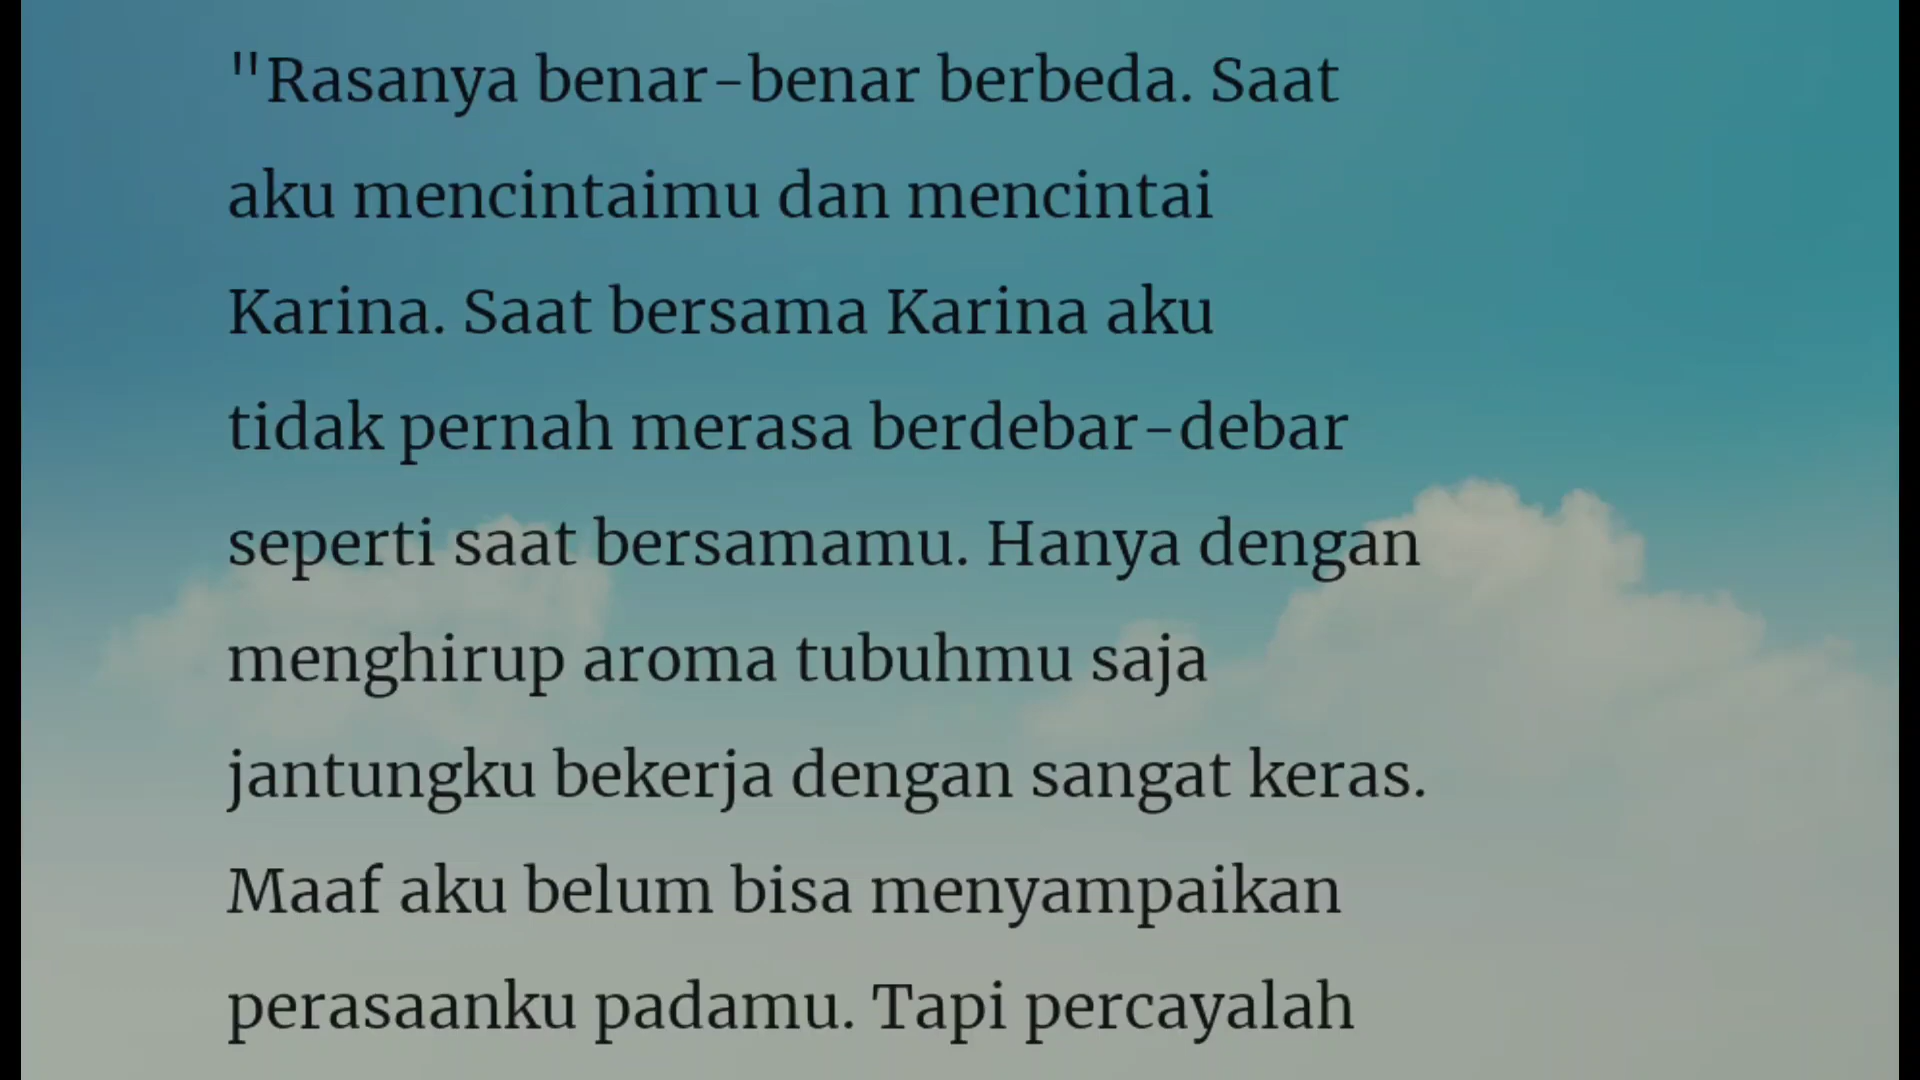 "Rasanya benar-benar berbeda. Saat
aku mencintaimu dan mencintai
Karina. Saat bersama Karina aku
tidak pernah merasa berdebar-debar
seperti saat bersamamu. Hanya dengan
menghirup aroma tubuhmu saja
jantungku bekerja dengan sangat keras.
Maaf aku belum bisa menyampaikan
perasaanku padamu. Tapi percayalah